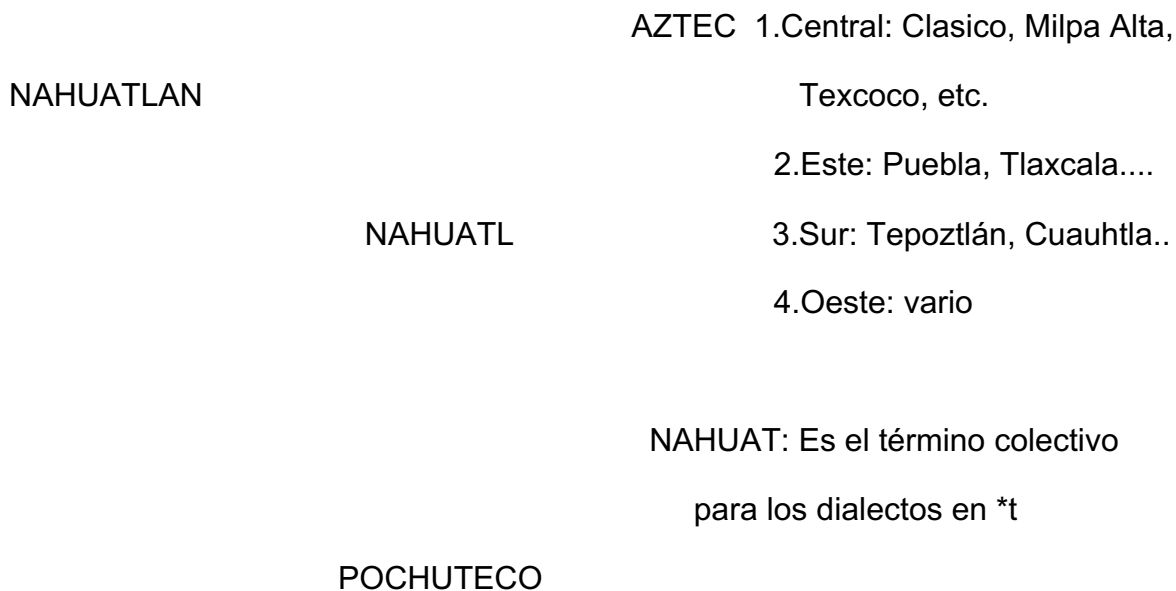 AZTEC 1.Central: Clasico, Milpa Alta,
NAHUATLAN Texcoco, etc.
2.Este: Puebla, Tlaxcala....
NAHUATL 3.Sur: Tepoztlán, Cuauhtla..
4.Oeste: vario
NAHUAT: Es el término colectivo
para los dialectos en *t
POCHUTECO